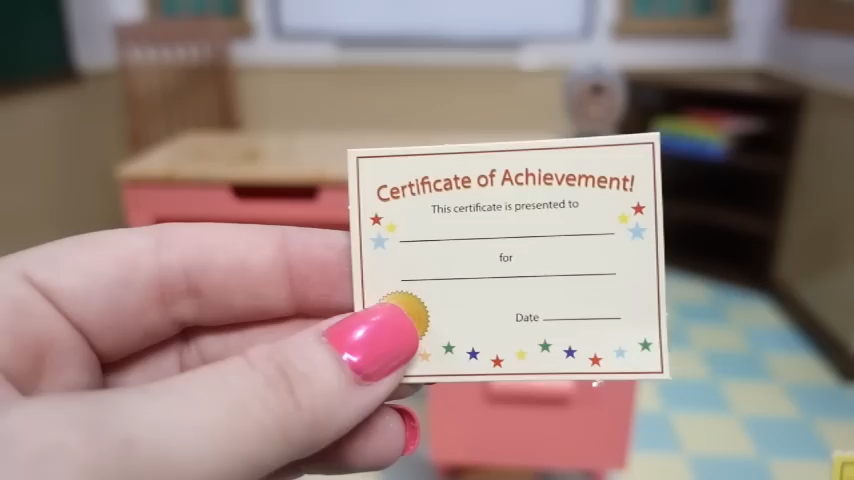 Certificate of Achievement!
This certificate is presented to
for
Date